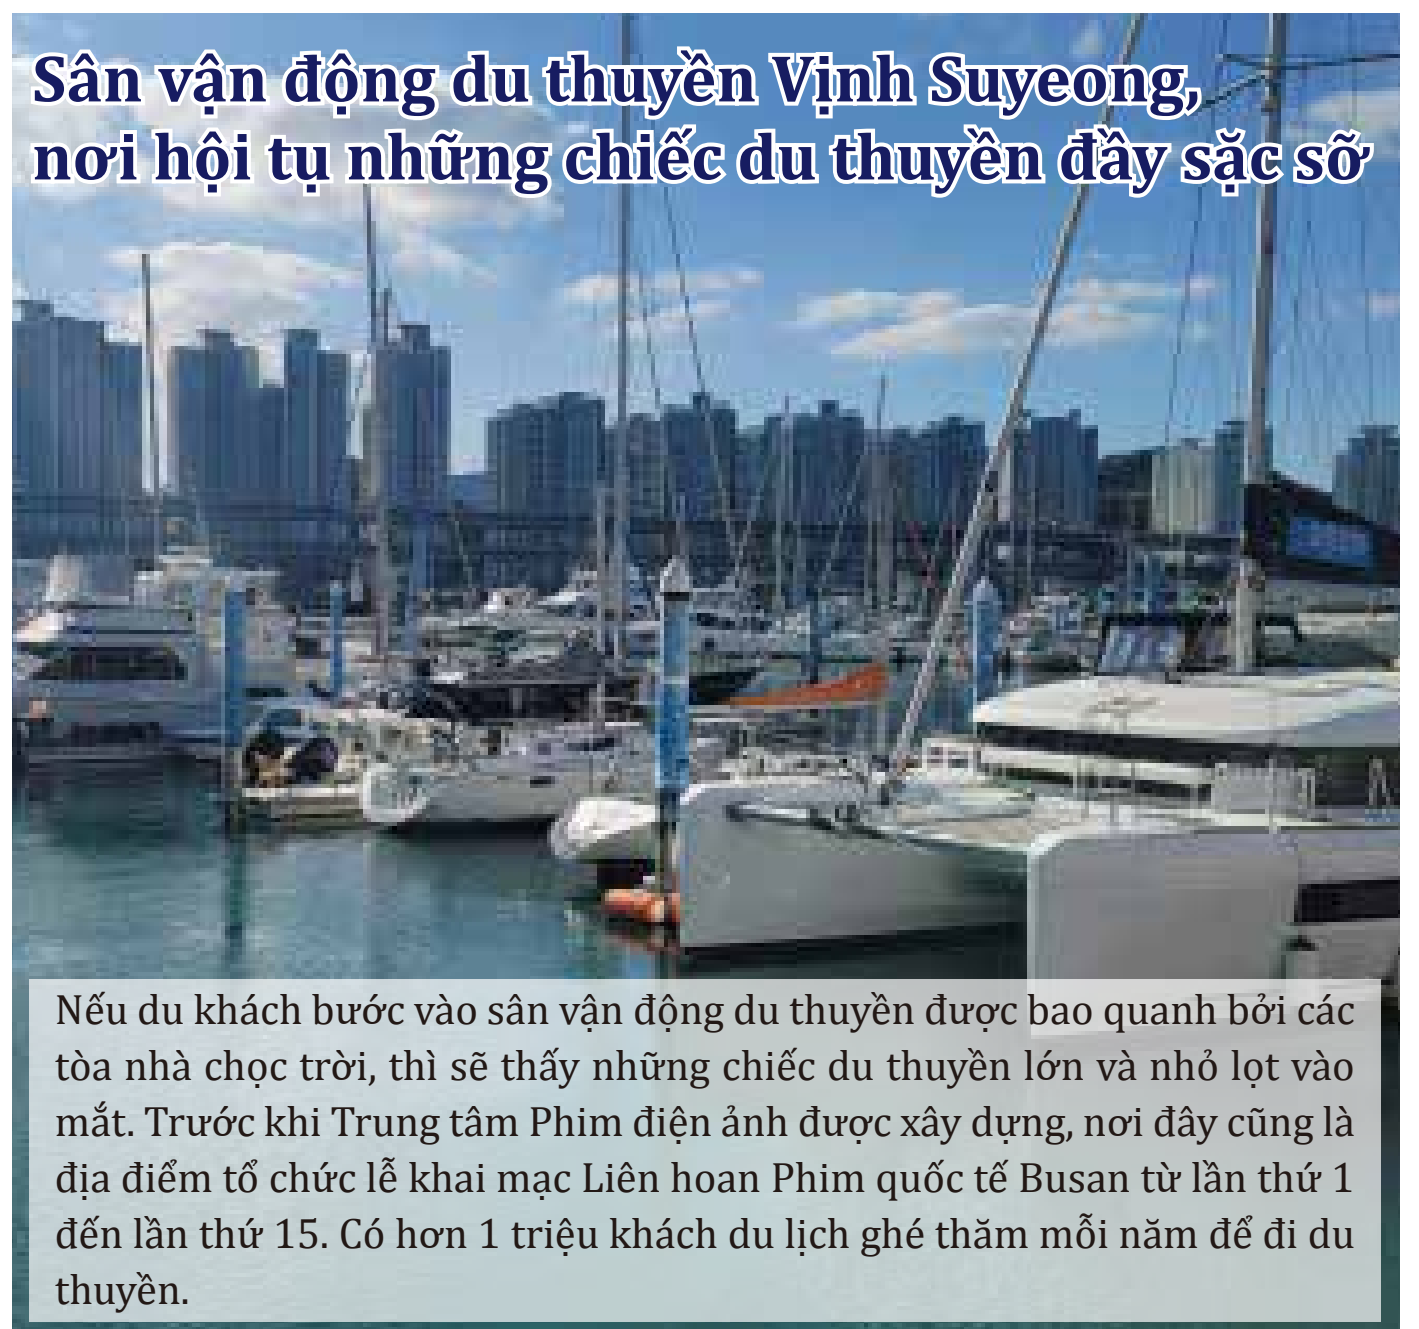 Sân vận động du thuyền Vịnh Suyeong,
nơi hội tụ những chiếc du thuyền đầy sặc sỡ
Nếu du khách bước vào sân vận động du thuyền được bao quanh bởi các
tòa nhà chọc trời, thì sẽ thấy những chiếc du thuyền lớn và nhỏ lọt vào
mắt. Trước khi Trung tâm Phim điện ảnh được xây dựng, nơi đây cũng là
địa điểm tổ chức lễ khai mạc Liên hoan Phim quốc tế Busan từ lần thứ 1
đến lần thứ 15. Có hơn 1 triệu khách du lịch ghé thăm mỗi năm để đi du
thuyền.